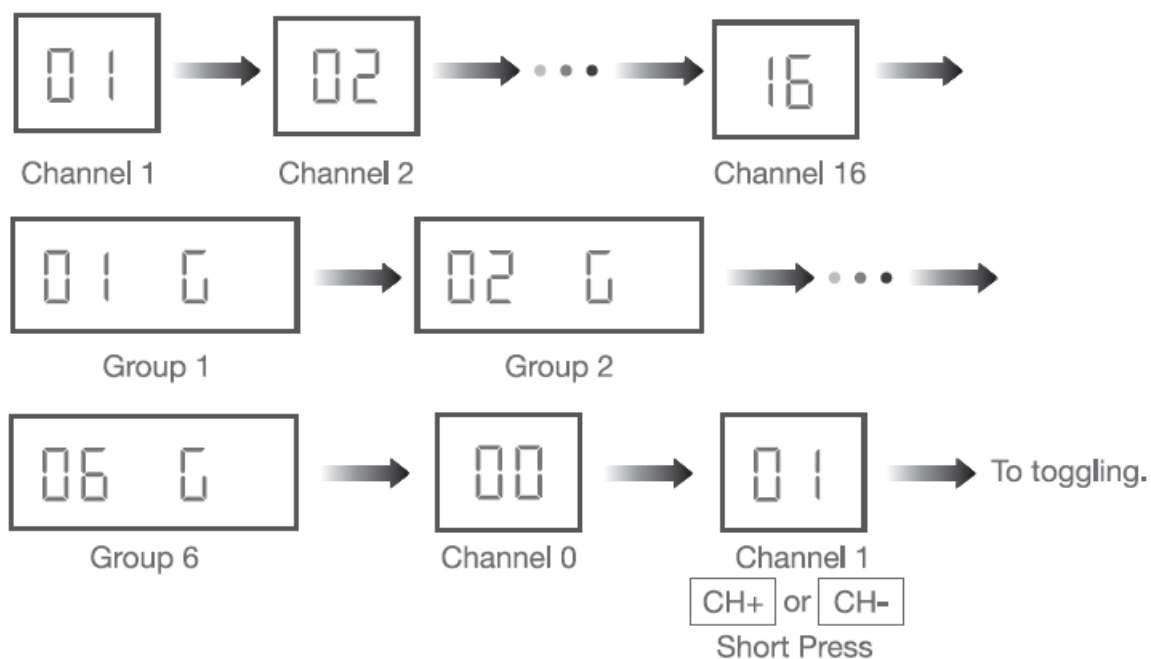 01 02 16
Channel 1 Channel 2 Channel 16
01 G 02 G
Group 1 Group 2
06 G 00 01 To toggling.
Group 6 Channel 0 Channel 1
CH+ or CH-
Short Press